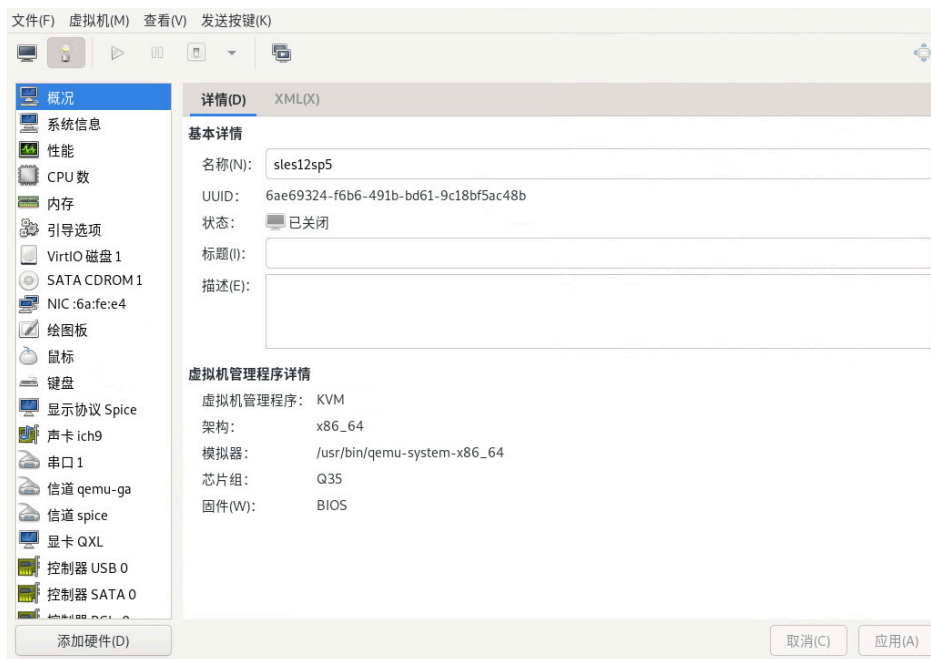 文件(F) 虚拟机(M) 查看(V) 发送按键(K)
概况
系统信息
性能
CPU 数
内存
引导选项
VirtIO 磁盘 1
SATA CDROM 1
NIC :6a:fe:e4
绘图板
鼠标
键盘
显示协议 Spice
声卡 ich9
串口 1
信道 qemu-ga
信道 spice
显卡 QXL
控制器 USB 0
控制器 SATA 0
添加硬件(D)
详情(D) XML(X)
基本详情
名称(N): sles12sp5
UUID: 6ae69324-f6b6-491b-bd61-9c18bf5ac48b
状态: 已关闭
标题(I):
描述(E):
虚拟机管理程序详情
虚拟机管理程序: KVM
架构: x86_64
模拟器: /usr/bin/qemu-system-x86_64
芯片组: Q35
固件(W): BIOS
取消(C) 应用(A)